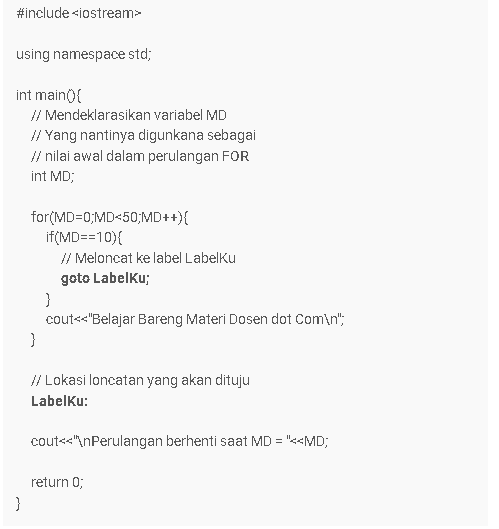 #include <iostream>
using namespace std;
int main(){
// Mendeklarasikan variabel MD
// Yang nantinya digunkana sebagai
// nilai awal dalam perulangan FOR
int MD;
for(MD=0;MD<50;MD++){
if(MD==10){
// Meloncat ke label LabelKu
goto LabelKu;
}
cout<<"Belajar Bareng Materi Dosen dot Com\n";
}
// Lokasi loncatan yang akan dituju
LabelKu:
cout<<"\nPerulangan berhenti saat MD = "<<MD;
return 0;
}